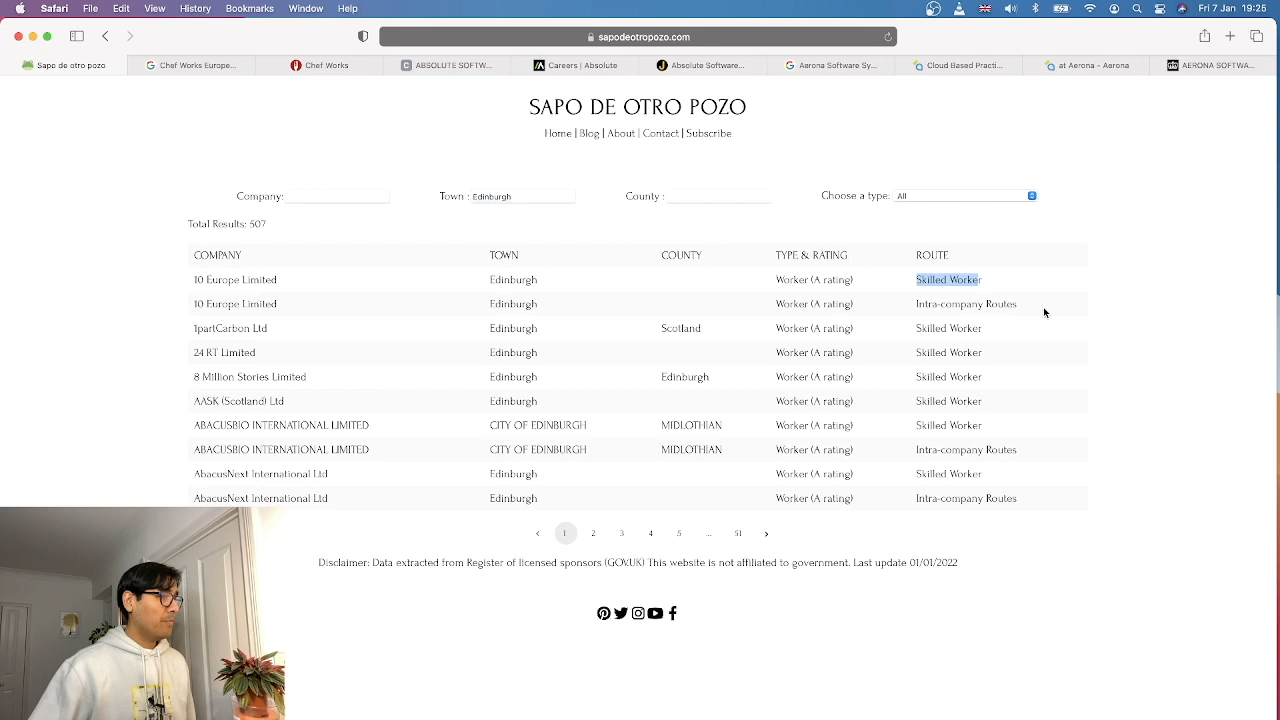 Safari File Edit View History Bookmarks Window Help Fri 7 Jan 19:25
sapodeotropozo.com
Sapo de otro pozo Chef Works Europe... Chef Works ABSOLUTE SOFTW... Careers | Absolute Absolute Software... Aerona Software Sy... Cloud Based Practi... at Aerona – Aerona AERONA SOFTWA...
SAPO DE OTRO POZO
Home | Blog | About | Contact | Subscribe
Company: Town : Edinburgh County : Choose a type: All
Total Results: 507
COMPANY TOWN COUNTY TYPE & RATING ROUTE
10 Europe Limited Edinburgh Worker (A rating) Skilled Worker
10 Europe Limited Edinburgh Worker (A rating) Intra-company Routes
1partCarbon Ltd Edinburgh Scotland Worker (A rating) Skilled Worker
24 RT Limited Edinburgh Worker (A rating) Skilled Worker
8 Million Stories Limited Edinburgh Edinburgh Worker (A rating) Skilled Worker
AASK (Scotland) Ltd Edinburgh Worker (A rating) Skilled Worker
ABACUSBIO INTERNATIONAL LIMITED CITY OF EDINBURGH MIDLOTHIAN Worker (A rating) Skilled Worker
ABACUSBIO INTERNATIONAL LIMITED CITY OF EDINBURGH MIDLOTHIAN Worker (A rating) Intra-company Routes
AbacusNext International Ltd Edinburgh Worker (A rating) Skilled Worker
AbacusNext International Ltd Edinburgh Worker (A rating) Intra-company Routes
‹ 1 2 3 4 5 ... 51 ›
Disclaimer: Data extracted from Register of licensed sponsors (GOV.UK) This website is not affiliated to government. Last update 01/01/2022